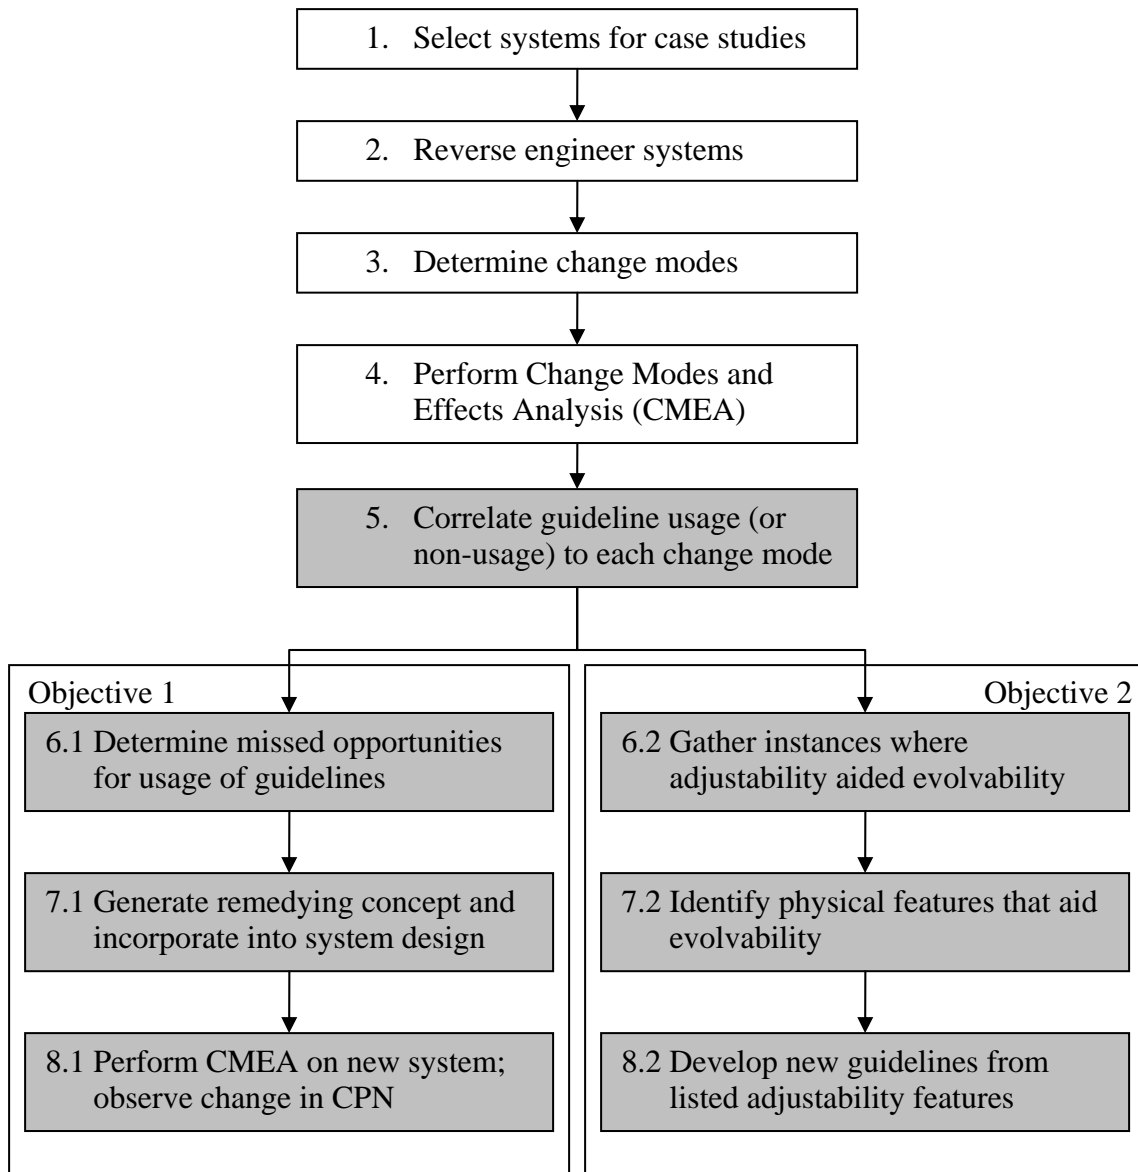 1. Select systems for case studies
2. Reverse engineer systems
3. Determine change modes
4. Perform Change Modes and
Effects Analysis (CMEA)
5. Correlate guideline usage (or
non-usage) to each change mode
Objective 1
6.1 Determine missed opportunities
for usage of guidelines
7.1 Generate remedying concept and
incorporate into system design
8.1 Perform CMEA on new system;
observe change in CPN
Objective 2
6.2 Gather instances where
adjustability aided evolvability
7.2 Identify physical features that aid
evolvability
8.2 Develop new guidelines from
listed adjustability features